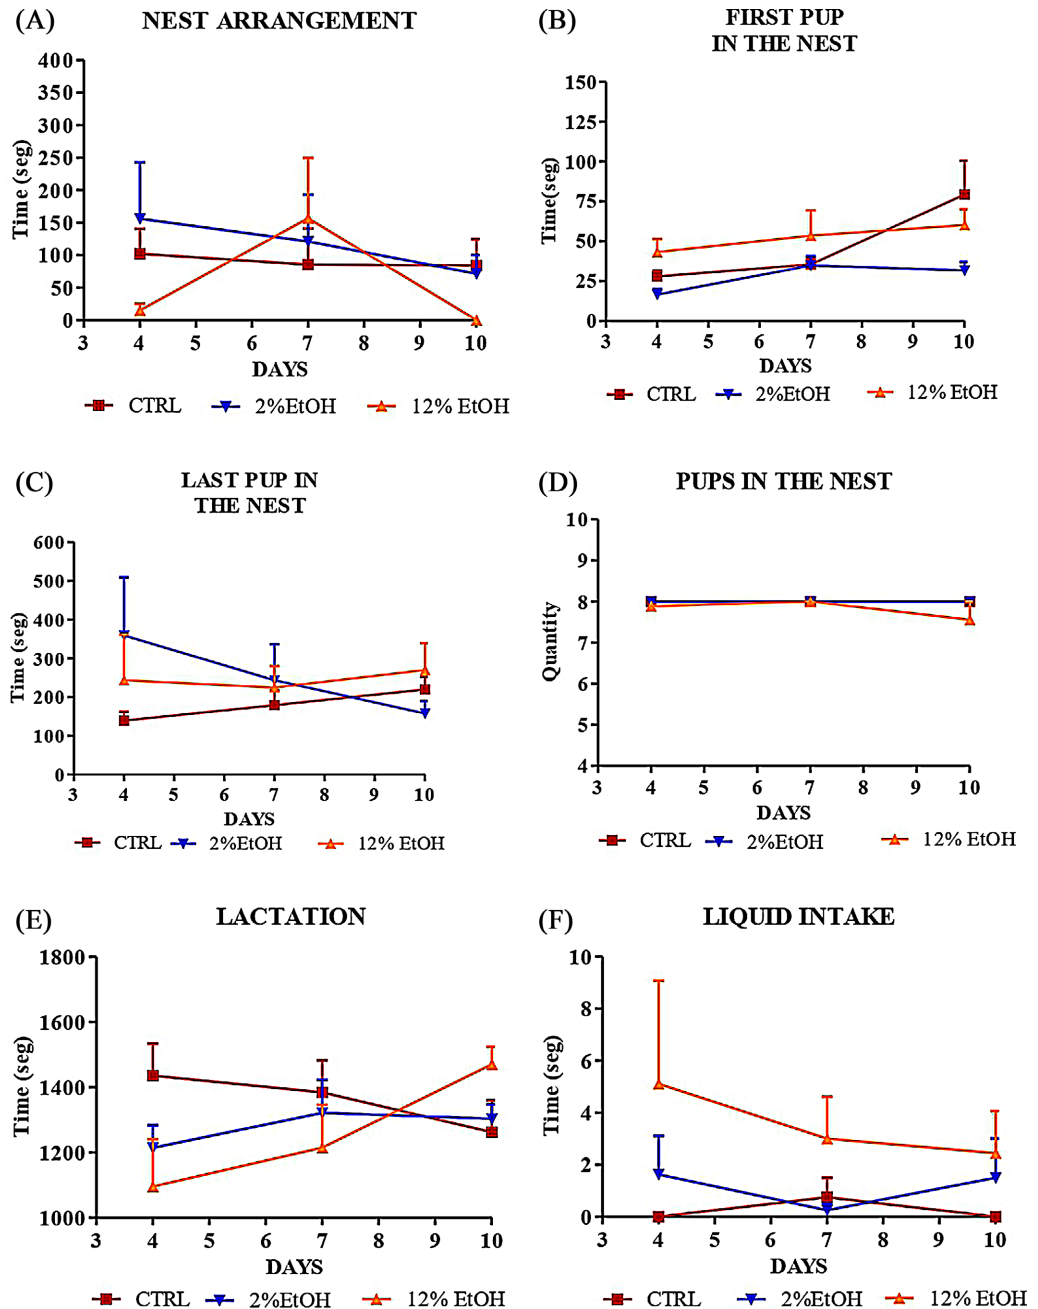 (A)
NEST ARRANGEMENT
400
350
300
250
200
150
100
50
0
Time (seg)
3 4 5 6 7 8 9 10
DAYS
CTRL 2%EtOH 12% EtOH
(B)
FIRST PUP
IN THE NEST
150
125
100
75
50
25
0
Time(seg)
3 4 5 6 7 8 9 10
DAYS
CTRL 2%EtOH 12% EtOH
(C)
LAST PUP IN
THE NEST
600
500
400
300
200
100
0
Time (seg)
3 4 5 6 7 8 9 10
DAYS
CTRL 2%EtOH 12% EtOH
(D)
PUPS IN THE NEST
10
9
8
7
6
5
4
Quantity
3 4 5 6 7 8 9 10
DAYS
CTRL 2%EtOH 12% EtOH
(E)
LACTATION
1800
1600
1400
1200
1000
Time (seg)
3 4 5 6 7 8 9 10
DAYS
CTRL 2%EtOH 12% EtOH
(F)
LIQUID INTAKE
10
8
6
4
2
0
Time (seg)
3 4 5 6 7 8 9 10
DAYS
CTRL 2%EtOH 12% EtOH